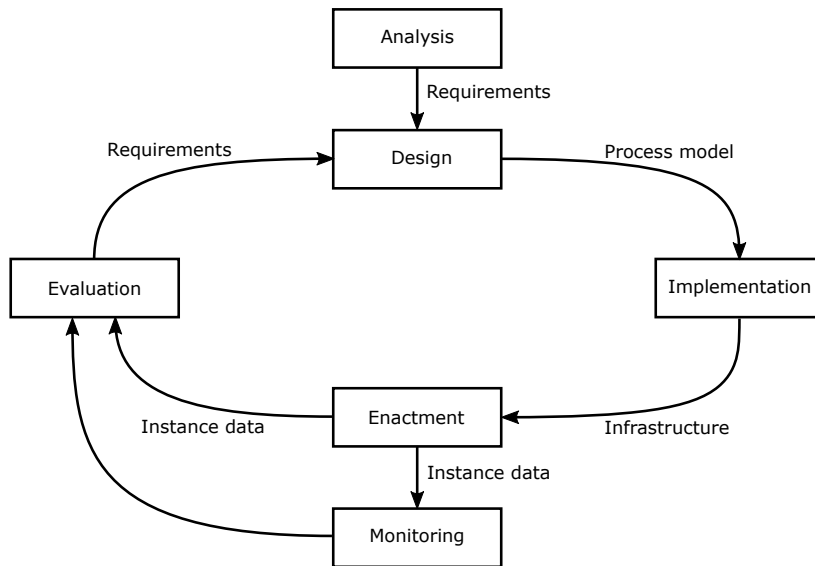 Analysis
Requirements
Requirements
Design
Process model
Evaluation
Implementation
Instance data
Enactment
Infrastructure
Instance data
Monitoring